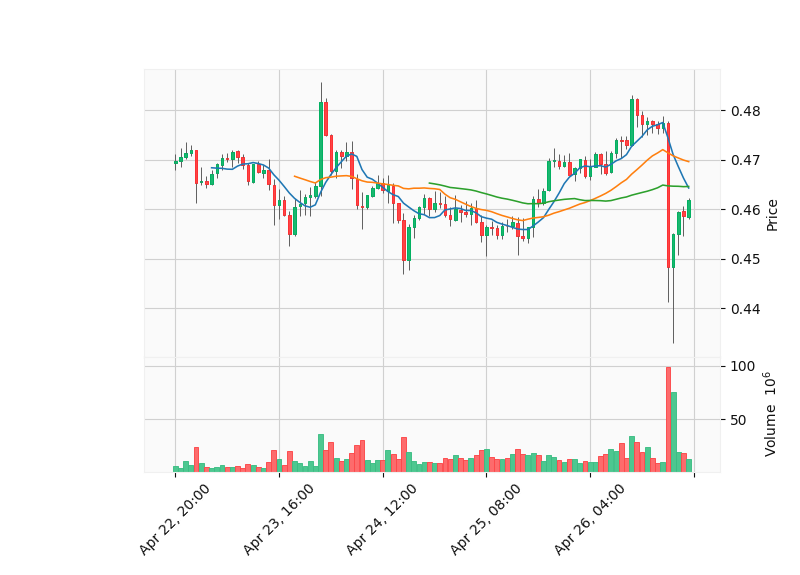 0.48
0.47
0.46
0.45
0.44
Price
100
50
Volume 10^6
Apr 22, 20:00
Apr 23, 16:00
Apr 24, 12:00
Apr 25, 08:00
Apr 26, 04:00